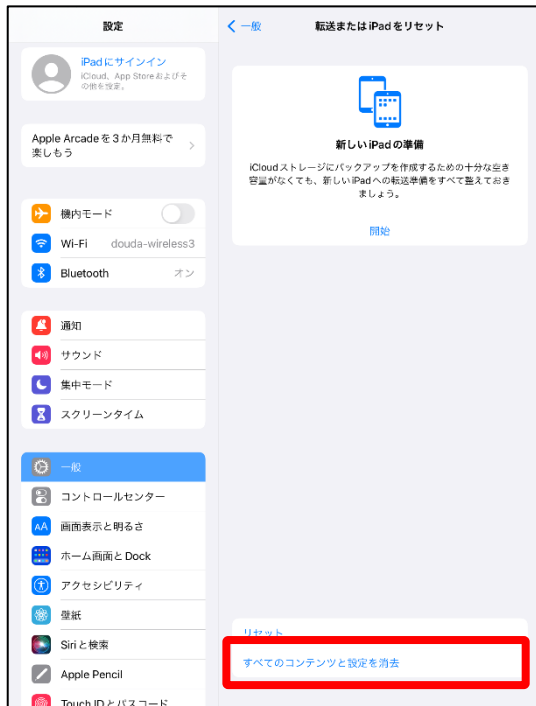 設定
iPadにサインイン
iCloud、App Storeおよびそ
の他を設定。
Apple Arcadeを3か月無料で
楽しもう
機内モード
Wi-Fi douda-wireless3
Bluetooth オン
通知
サウンド
集中モード
スクリーンタイム
一般
コントロールセンター
画面表示と明るさ
ホーム画面とDock
アクセシビリティ
壁紙
Siriと検索
Apple Pencil
Touch IDとパスコード
一般
転送またはiPadをリセット
新しいiPadの準備
iCloudストレージにバックアップを作成するための十分な空き
容量がなくても、新しいiPadへの転送準備をすべて整えておき
ましょう。
開始
リセット
すべてのコンテンツと設定を消去